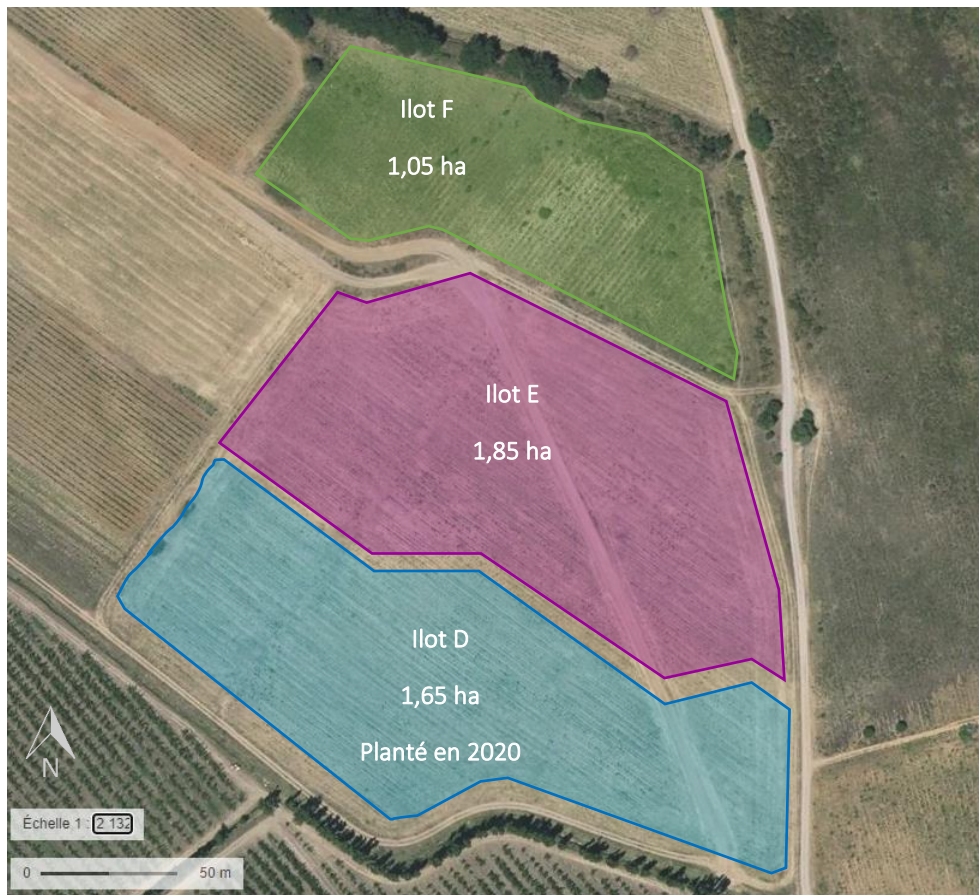 Ilot F
1,05 ha
Ilot E
1,85 ha
Ilot D
1,65 ha
Planté en 2020
N
Échelle 1 : 2 132
0 50 m